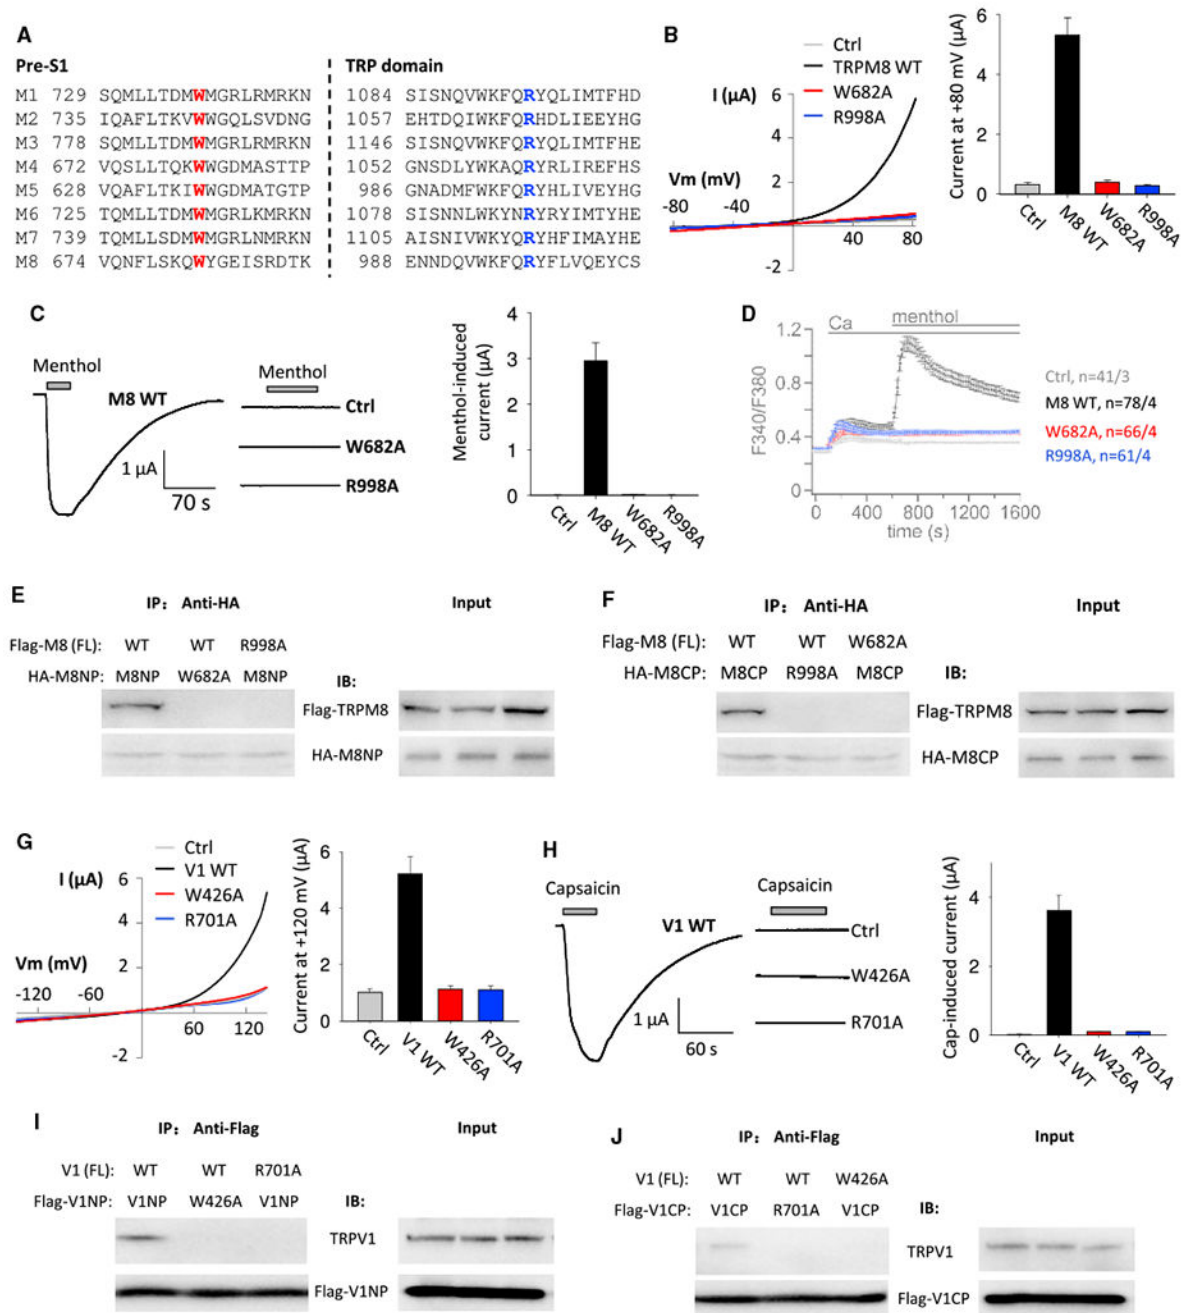 A
Pre-S1 TRP domain
M1 729 SQMLLTDMWMGRLRMRKN 1084 SISNQVWKFQRYQLIMTFHD
M2 735 IQAFLTKVWWGQLSVDNG 1057 EHTDQIWKFQRHDLIEEYHG
M3 778 SQMLLTDMWMGRLRMRKN 1146 SISNQVWKFQRYQLIMTFHE
M4 672 VQSLLTQKWWGDMASTTP 1052 GNSDLYWKAQRYRLIREFHS
M5 628 VQAFLTKIWWGDMATGTP 986 GNADMFWKFQRYHLIVEYHG
M6 725 TQMLLTDMWMGRLKMRKN 1078 SISNNLWKYNRYRYIMTYHE
M7 739 TQMLLSDMWMGRLNMRKN 1105 AISNIVWKYQRYHFIMAYHE
M8 674 VQNFLSKQWYGEISRDTK 988 ENNDQVWKFQRYFLVQEYCS
B
Ctrl
TRPM8 WT
W682A
R998A
I (μA)
Vm (mV)
6
4
2
-2
-80 -40 40 80
Current at +80 mV (μA)
6
4
2
0
Ctrl M8 WT W682A R998A
C
Menthol
M8 WT
1 μA
70 s
Menthol
Ctrl
W682A
R998A
Menthol-induced
current (μA)
4
3
2
1
0
Ctrl M8 WT W682A R998A
D
Ca menthol
F340/F380
1.2
0.8
0.4
0
0 400 800 1200 1600
time (s)
Ctrl, n=41/3
M8 WT, n=78/4
W682A, n=66/4
R998A, n=61/4
E
IP: Anti-HA Input
Flag-M8 (FL): WT WT R998A
HA-M8NP: M8NP W682A M8NP
IB:
Flag-TRPM8
HA-M8NP
F
IP: Anti-HA Input
Flag-M8 (FL): WT WT W682A
HA-M8CP: M8CP R998A M8CP IB:
Flag-TRPM8
HA-M8CP
G
Ctrl
V1 WT
W426A
R701A
I (μA)
Vm (mV)
6
4
2
-2
-120 -60 60 120
Current at +120 mV (μA)
6
4
2
0
Ctrl V1 WT W426A R701A
H
Capsaicin
V1 WT
1 μA
60 s
Capsaicin
Ctrl
W426A
R701A
Cap-induced current (μA)
4
2
0
Ctrl V1 WT W426A R701A
I
IP: Anti-Flag Input
V1 (FL): WT WT R701A
Flag-V1NP: V1NP W426A V1NP IB:
TRPV1
Flag-V1NP
J
IP: Anti-Flag Input
V1 (FL): WT WT W426A
Flag-V1CP: V1CP R701A V1CP IB:
TRPV1
Flag-V1CP